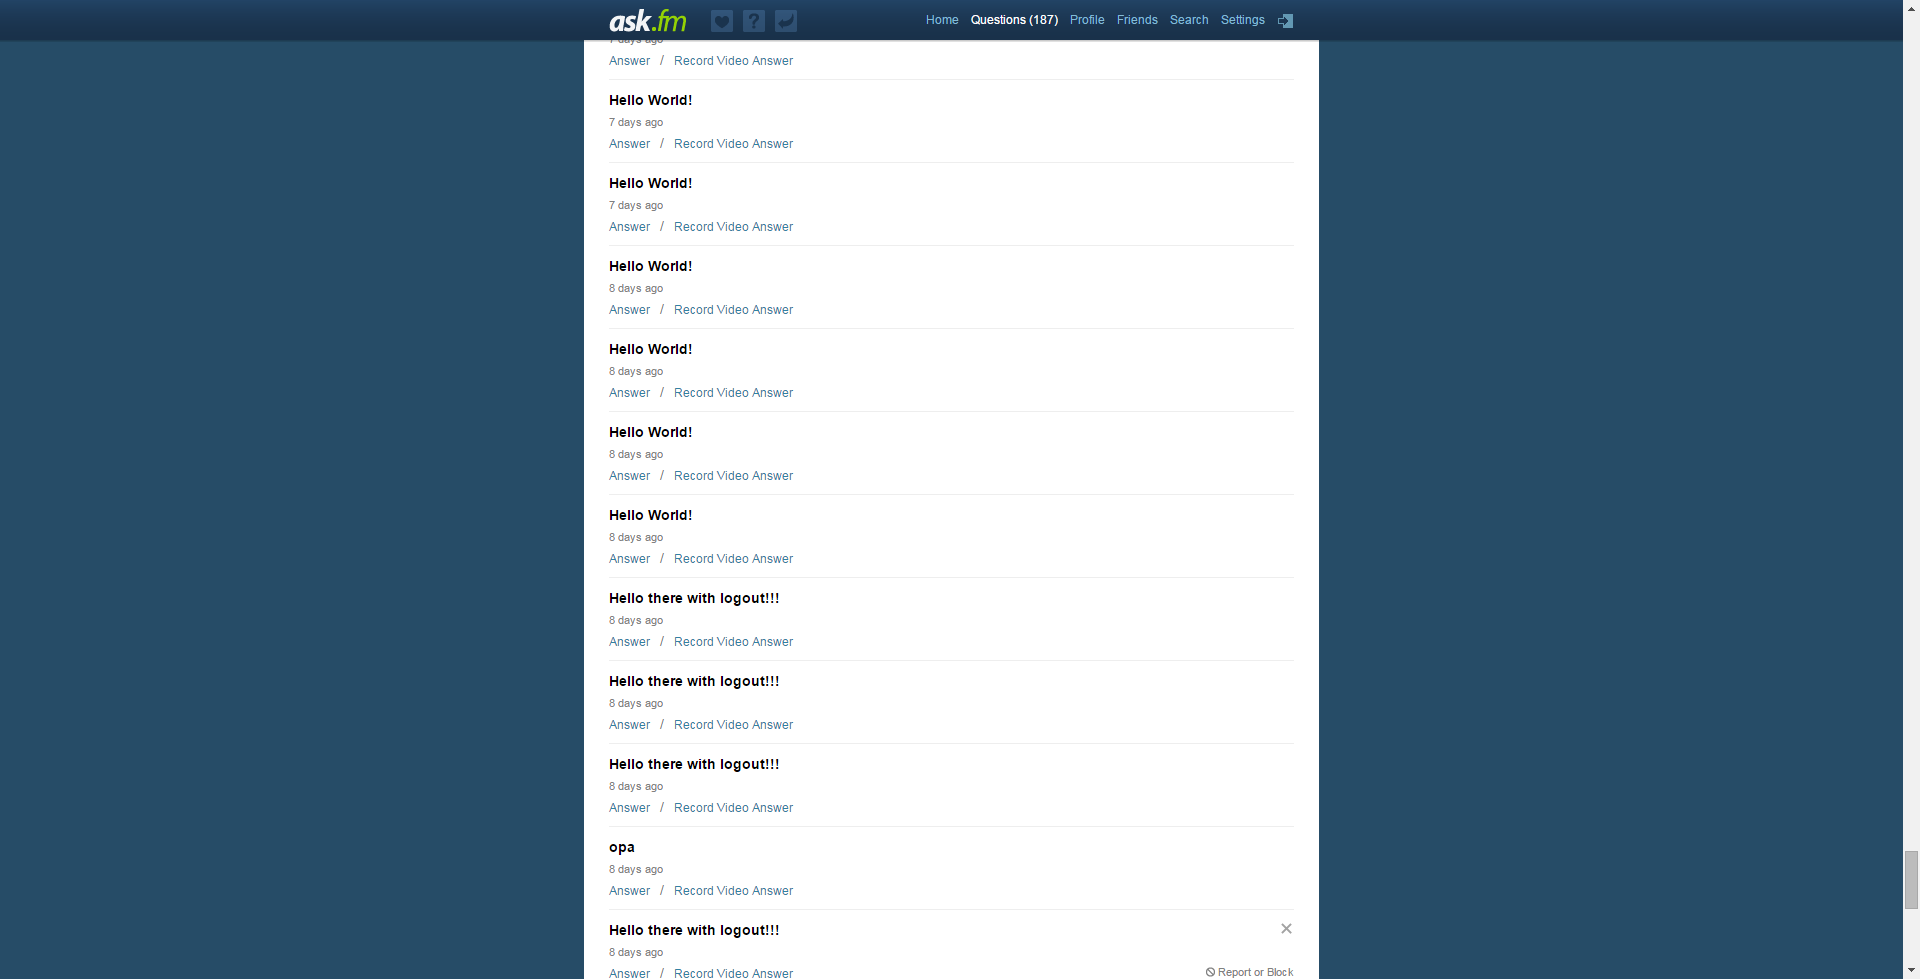 ask.fm ? Home Questions (187) Profile Friends Search Settings
7 days ago
Answer / Record Video Answer
Hello World!
7 days ago
Answer / Record Video Answer
Hello World!
7 days ago
Answer / Record Video Answer
Hello World!
8 days ago
Answer / Record Video Answer
Hello World!
8 days ago
Answer / Record Video Answer
Hello World!
8 days ago
Answer / Record Video Answer
Hello World!
8 days ago
Answer / Record Video Answer
Hello there with logout!!!
8 days ago
Answer / Record Video Answer
Hello there with logout!!!
8 days ago
Answer / Record Video Answer
Hello there with logout!!!
8 days ago
Answer / Record Video Answer
opa
8 days ago
Answer / Record Video Answer
Hello there with logout!!!
8 days ago
Answer / Record Video Answer Report or Block